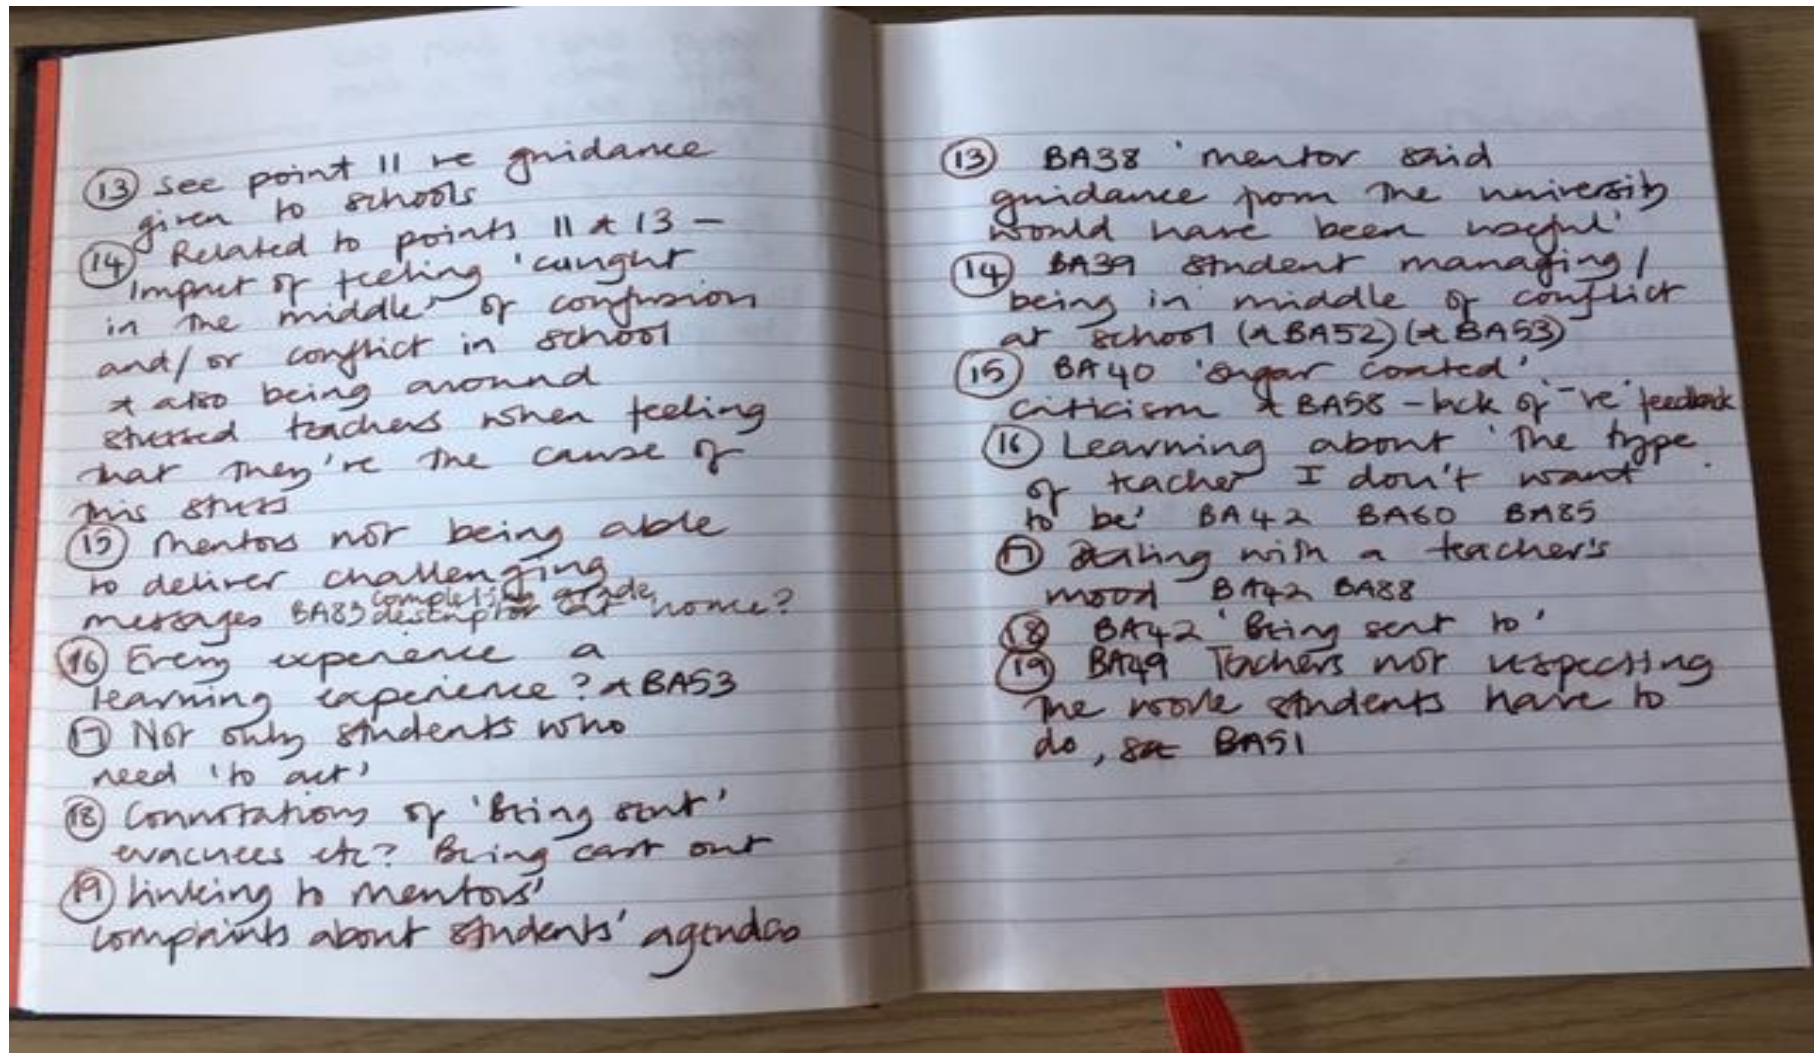 (13) See point 11 re guidance
given to schools
(14) Related to points 11 & 13 –
Impact of feeling 'caught
in the middle' of confusion
and/or conflict in school
& also being around
stressed teachers when feeling
that they're the cause of
this stress
(15) Mentors not being able
to deliver challenging
completing grade
messages BA83 descriptor at home?
(16) Every experience a
learning experience? & BA53
(17) Not only students who
need 'to act'
(18) Connotations of 'Being sent'
evacuees etc? Being cast out
(19) Linking to mentors'
complaints about students' agendas
(13) BA38 'mentor said
guidance from the university
would have been useful'
(14) BA39 student managing/
being in middle of conflict
at school (& BA52) (& BA53)
(15) BA40 'sugar coated'
criticism & BA58 – lack of '-ve' feedback
(16) Learning about 'the type
of teacher I don't want
to be' BA42 BA60 BA85
(17) Dealing with a teacher's
mood BA42 BA88
(18) BA42 'Being sent to'
(19) BA49 Teachers not respecting
the work students have to
do, BA51